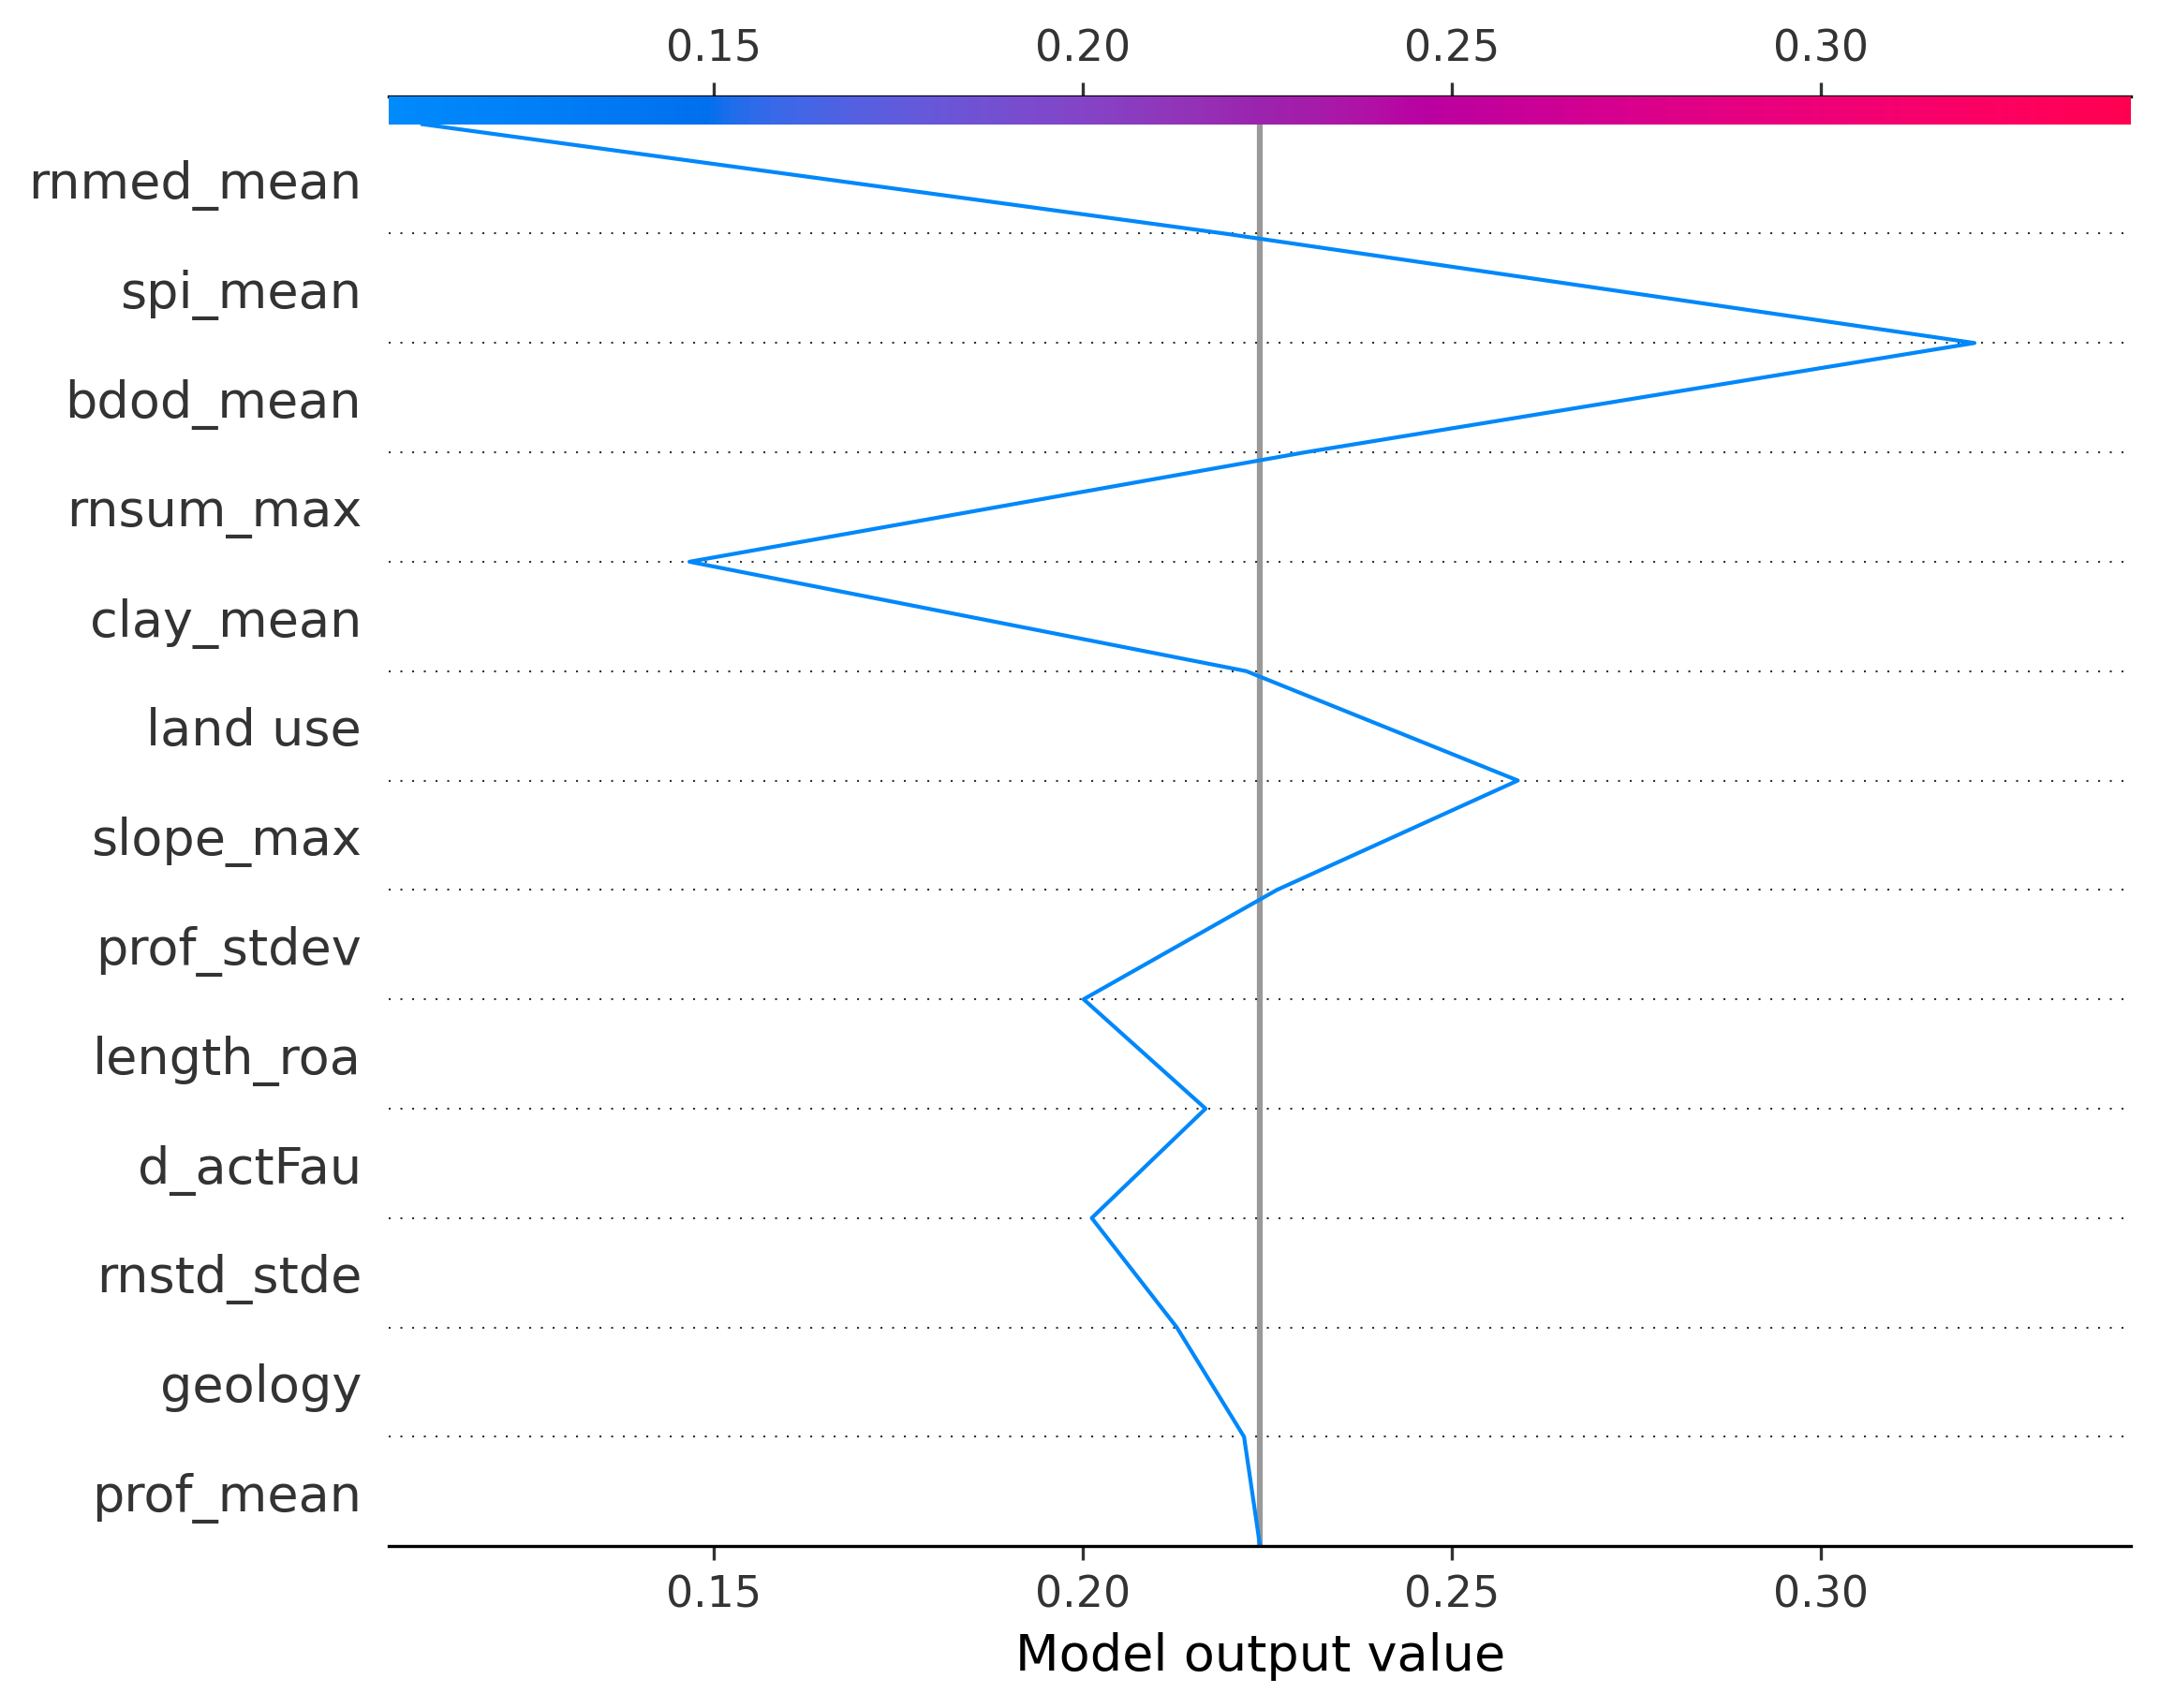 0.15 0.20 0.25 0.30
rnmed_mean
spi_mean
bdod_mean
rnsum_max
clay_mean
land use
slope_max
prof_stdev
length_roa
d_actFau
rnstd_stde
geology
prof_mean
0.15 0.20 0.25 0.30
Model output value